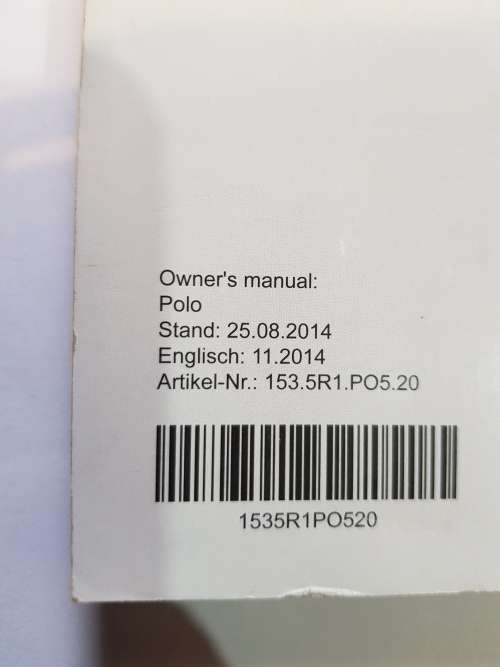 Owner's manual:
Polo
Stand: 25.08.2014
Englisch: 11.2014
Artikel-Nr.: 153.5R1.PO5.20
1535R1PO520